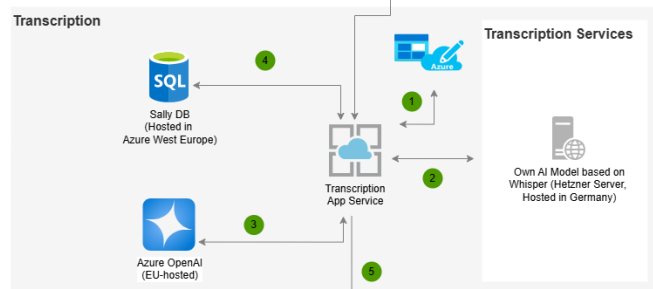 Transcription
Transcription Services
SQL
Sally DB
(Hosted in
Azure West Europe)
4
Azure
1
Transcription
App Service
2
Own AI Model based on
Whisper (Hetzner Server,
Hosted in Germany)
3
Azure OpenAI
(EU-hosted)
5